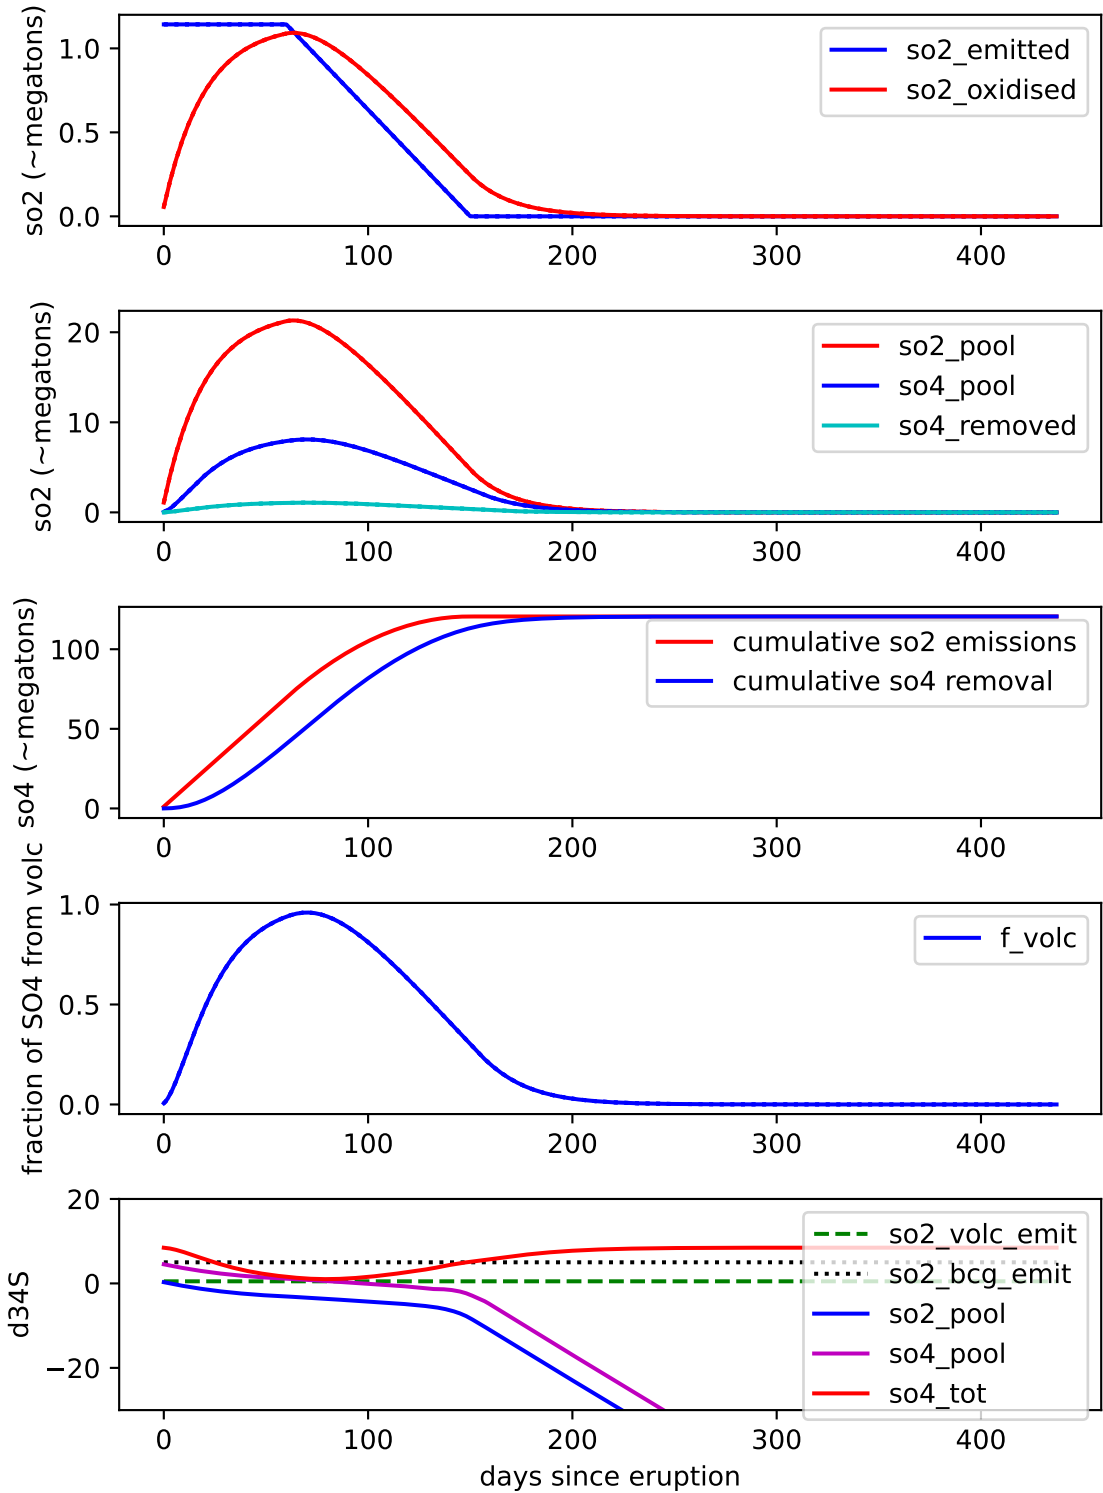 so2 (~megatons)
1.0
0.5
0.0
so2_emitted
so2_oxidised
0 100 200 300 400
so2 (~megatons)
20
10
0
so2_pool
so4_pool
so4_removed
0 100 200 300 400
so4 (~megatons)
100
50
0
cumulative so2 emissions
cumulative so4 removal
0 100 200 300 400
fraction of SO4 from volc
1.0
0.5
0.0
f_volc
0 100 200 300 400
d34S
20
0
−20
so2_volc_emit
so2_bcg_emit
so2_pool
so4_pool
so4_tot
0 100 200 300 400
days since eruption